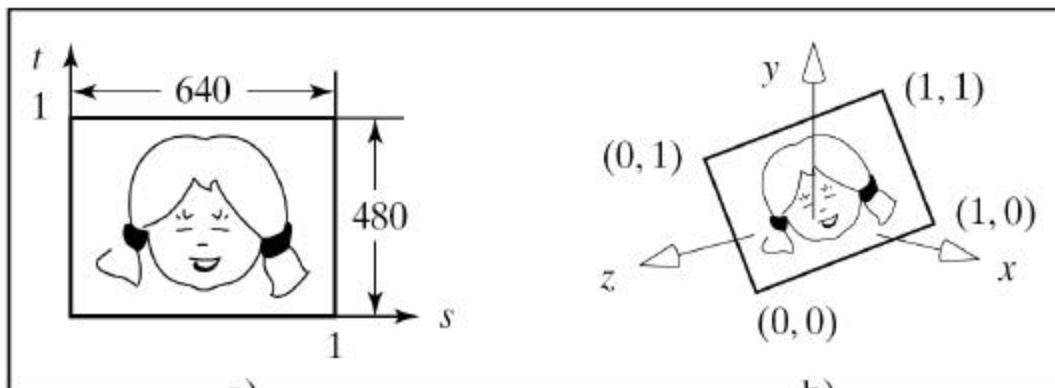 t
1
640
480
s
1
y
(1, 1)
(0, 1)
(1, 0)
z
x
(0, 0)